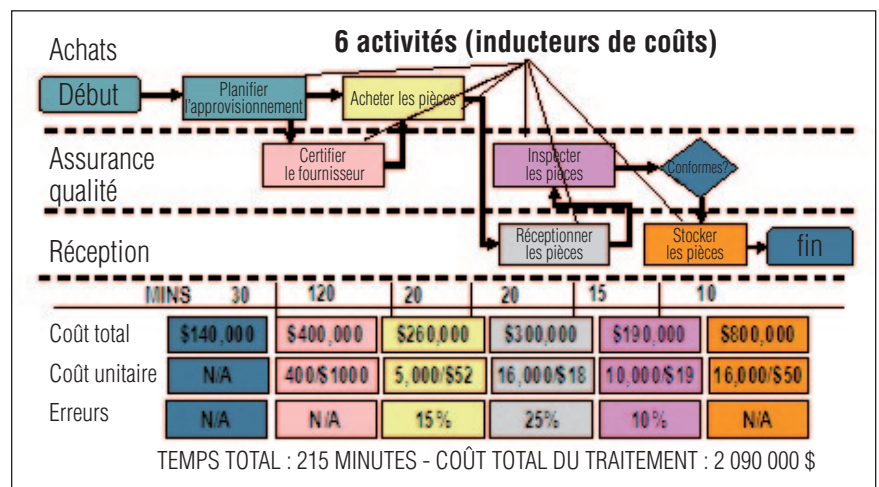 6 activités (inducteurs de coûts)
Achats
Début
Planifier
l'approvisionnement
Acheter les pièces
Assurance
qualité
Certifier
le fournisseur
Inspecter
les pièces
Conformes?
Réception
Réceptionner
les pièces
Stocker
les pièces
fin
MINS 30 120 20 20 15 10
Coût total $140,000 $400,000 $260,000 $300,000 $190,000 $800,000
Coût unitaire N/A 400/$1000 5,000/$52 16,000/$18 10,000/$19 16,000/$50
Erreurs N/A N/A 15% 25% 10% N/A
TEMPS TOTAL : 215 MINUTES - COÛT TOTAL DU TRAITEMENT : 2 090 000 $